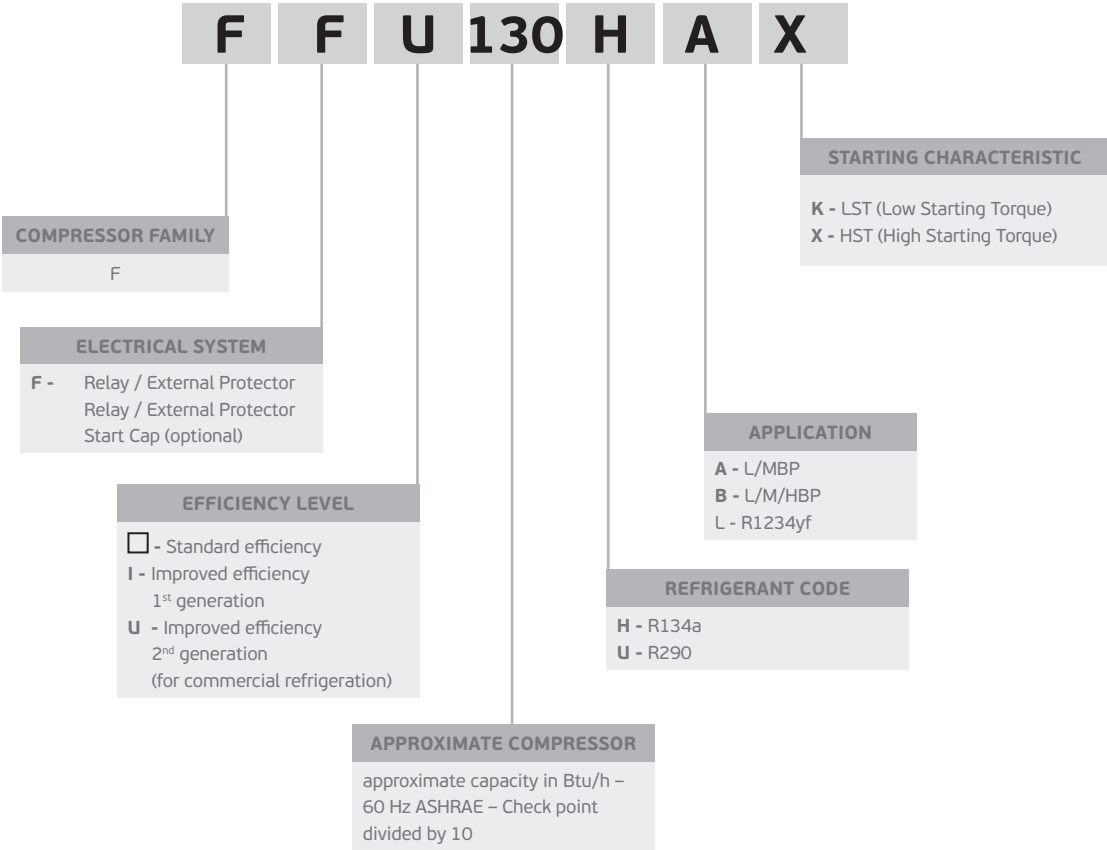 F F U 130 H A X
STARTING CHARACTERISTIC
K - LST (Low Starting Torque)
X - HST (High Starting Torque)
COMPRESSOR FAMILY
F
ELECTRICAL SYSTEM
F - Relay / External Protector
Relay / External Protector
Start Cap (optional)
APPLICATION
A - L/MBP
B - L/M/HBP
L - R1234yf
EFFICIENCY LEVEL
☐ - Standard efficiency
I - Improved efficiency
1st generation
U - Improved efficiency
2nd generation
(for commercial refrigeration)
REFRIGERANT CODE
H - R134a
U - R290
APPROXIMATE COMPRESSOR
approximate capacity in Btu/h –
60 Hz ASHRAE – Check point
divided by 10